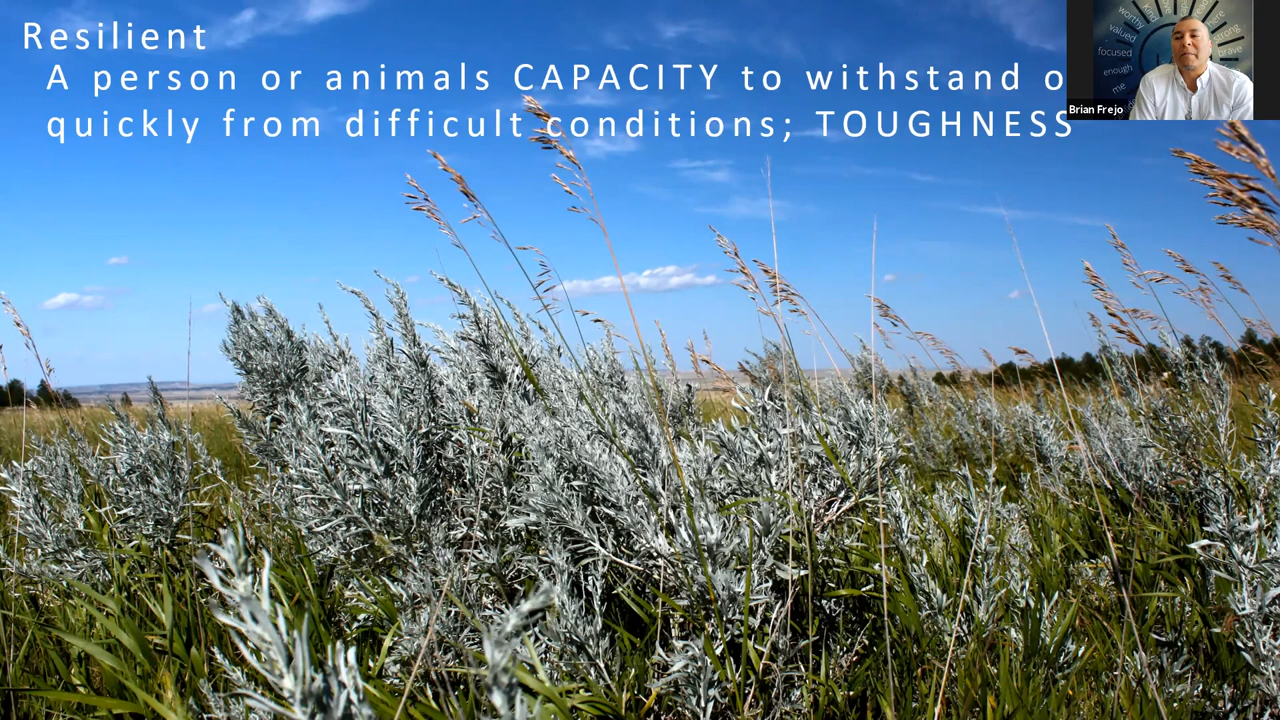 Resilient
A person or animals CAPACITY to withstand o
quickly from difficult conditions; TOUGHNESS
worthy
valued
focused
enough
me
strong
brave
Brian Frejo